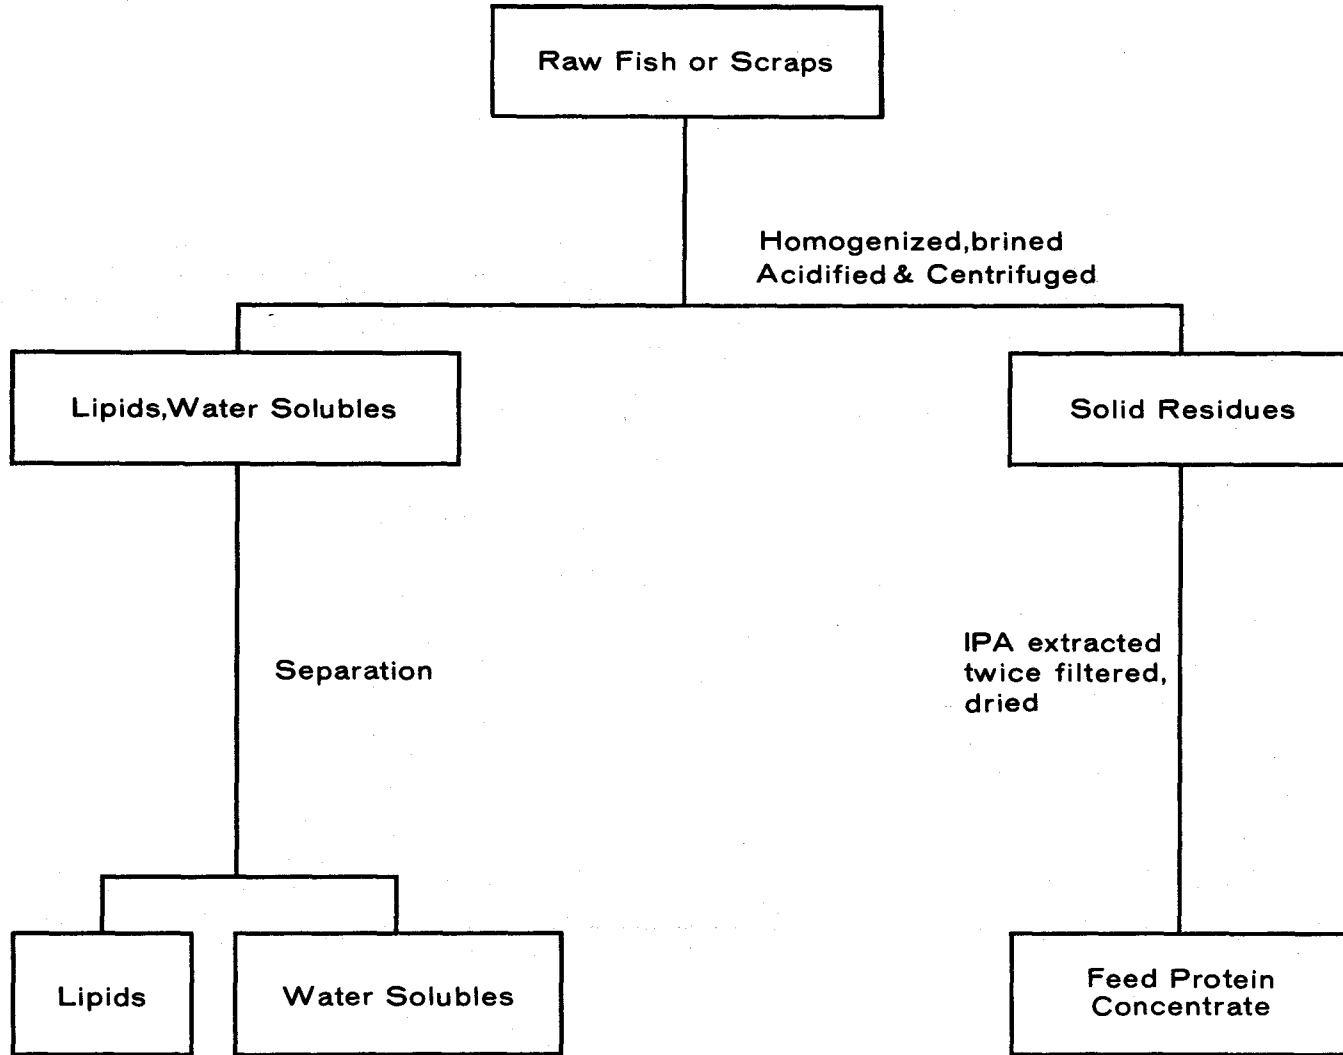 Raw Fish or Scraps
Homogenized,brined
Acidified & Centrifuged
Lipids,Water Solubles
Solid Residues
Separation
IPA extracted
twice filtered,
dried
Lipids
Water Solubles
Feed Protein
Concentrate